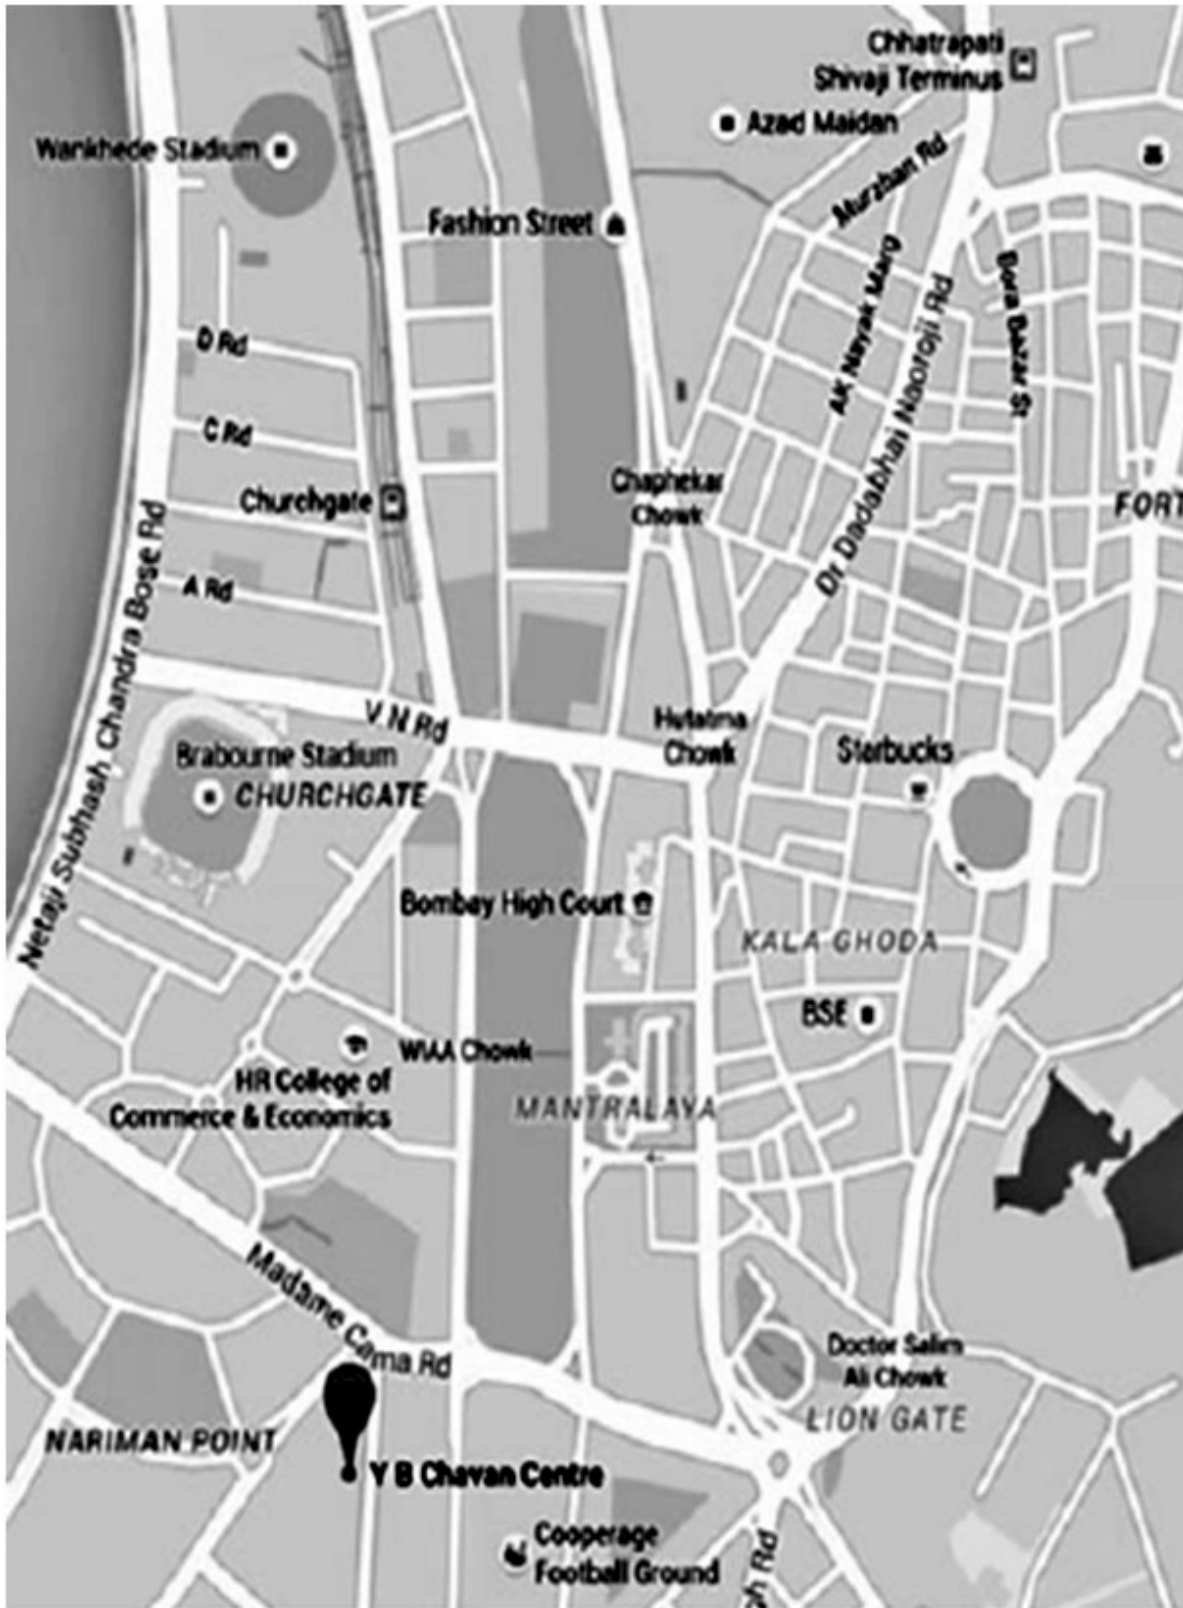 Chhatrapati
Shivaji Terminus
Azad Maidan
Wankhede Stadium
Murzban Rd
Fashion Street
AK Nayak Marg
Bora Bazar St
D Rd
Dr Dadabhai Naoroji Rd
C Rd
Churchgate
Chaphekar
Chowk
FORT
A Rd
Netaji Subhash Chandra Bose Rd
V N Rd
Hutatma
Chowk
Brabourne Stadium
Starbucks
CHURCHGATE
Bombay High Court
KALA GHODA
BSE
WIAA Chowk
HR College of
Commerce & Economics
MANTRALAYA
Madame Cama Rd
Doctor Salim
Ali Chowk
LION GATE
NARIMAN POINT
Y B Chavan Centre
Cooperage
Football Ground
gh Rd